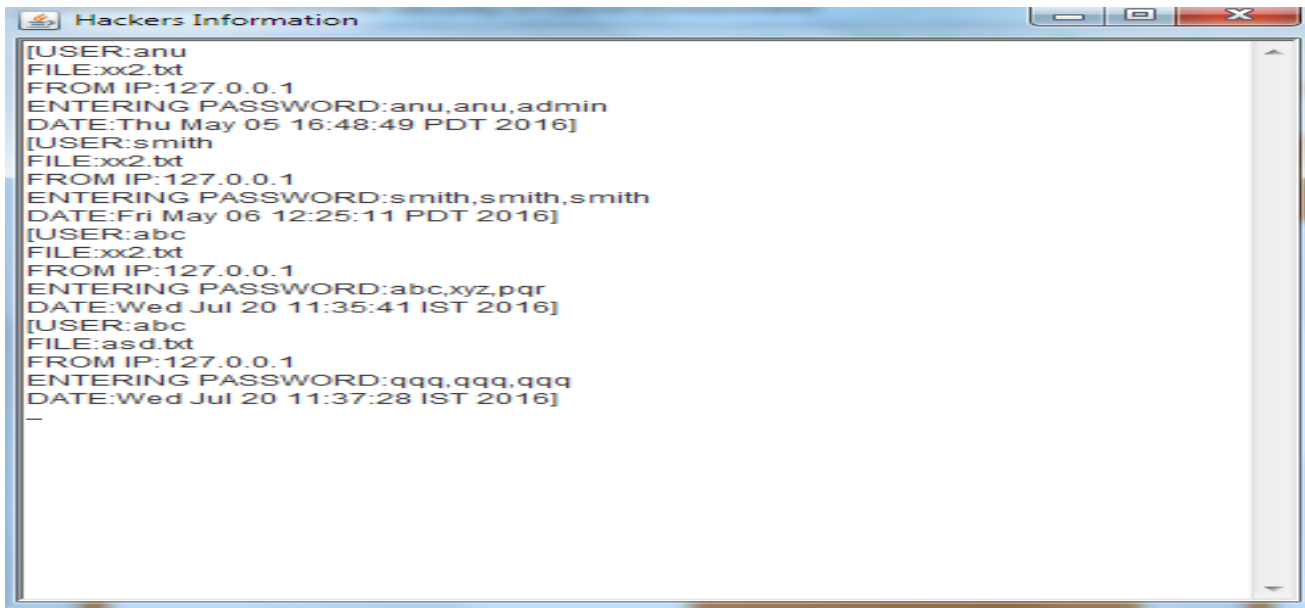 Hackers Information
[USER:anu
FILE:xx2.txt
FROM IP:127.0.0.1
ENTERING PASSWORD:anu,anu,admin
DATE:Thu May 05 16:48:49 PDT 2016]
[USER:smith
FILE:xx2.txt
FROM IP:127.0.0.1
ENTERING PASSWORD:smith,smith,smith
DATE:Fri May 06 12:25:11 PDT 2016]
[USER:abc
FILE:xx2.txt
FROM IP:127.0.0.1
ENTERING PASSWORD:abc,xyz,pqr
DATE:Wed Jul 20 11:35:41 IST 2016]
[USER:abc
FILE:asd.txt
FROM IP:127.0.0.1
ENTERING PASSWORD:qqq,qqq,qqq
DATE:Wed Jul 20 11:37:28 IST 2016]